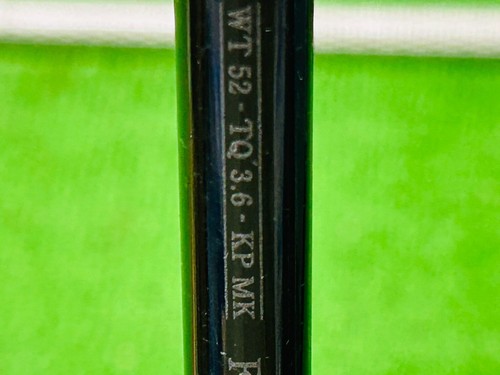 WT 52 - TQ 3.6 - KP MK